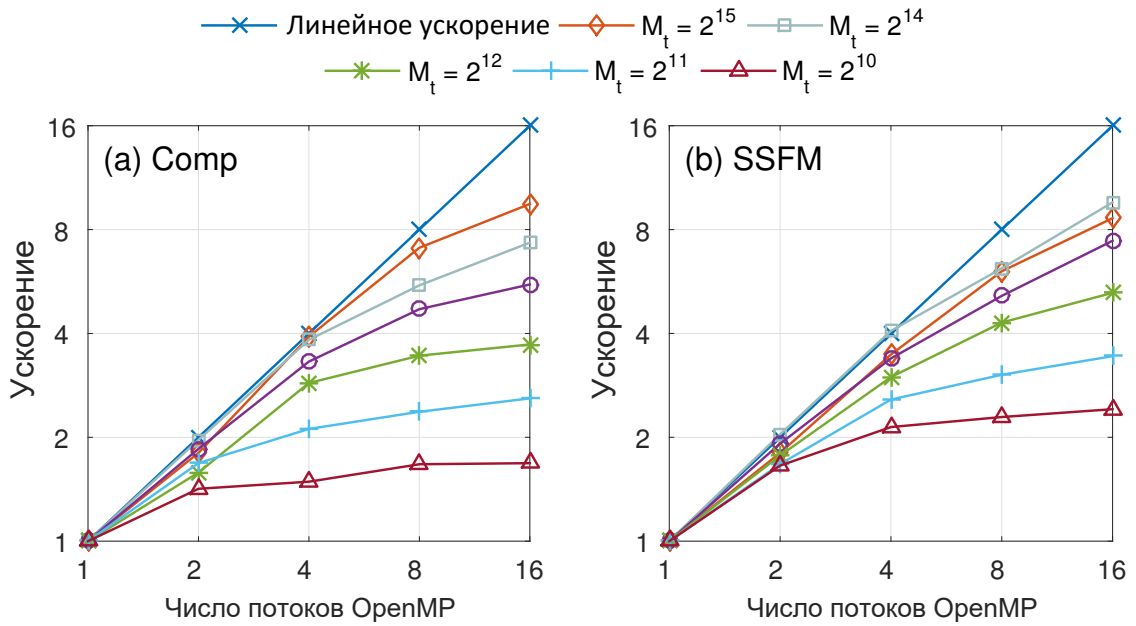 Линейное ускорение M_t = 2^15 M_t = 2^14
M_t = 2^12 M_t = 2^11 M_t = 2^10
(a) Comp
16
8
4
2
1
Ускорение
1 2 4 8 16
Число потоков OpenMP
(b) SSFM
16
8
4
2
1
Ускорение
1 2 4 8 16
Число потоков OpenMP